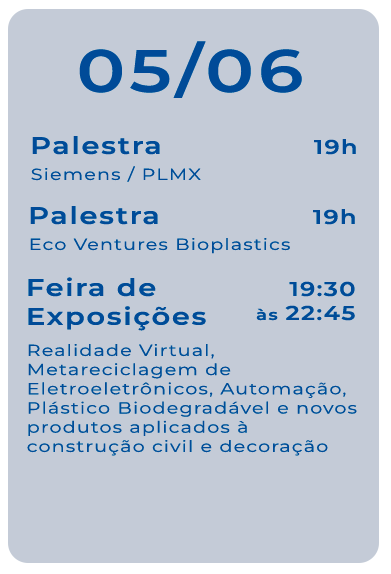 05/06
Palestra 19h
Siemens / PLMX
Palestra 19h
Eco Ventures Bioplastics
Feira de 19:30
Exposições às 22:45
Realidade Virtual,
Metareciclagem de
Eletroeletrônicos, Automação,
Plástico Biodegradável e novos
produtos aplicados à
construção civil e decoração